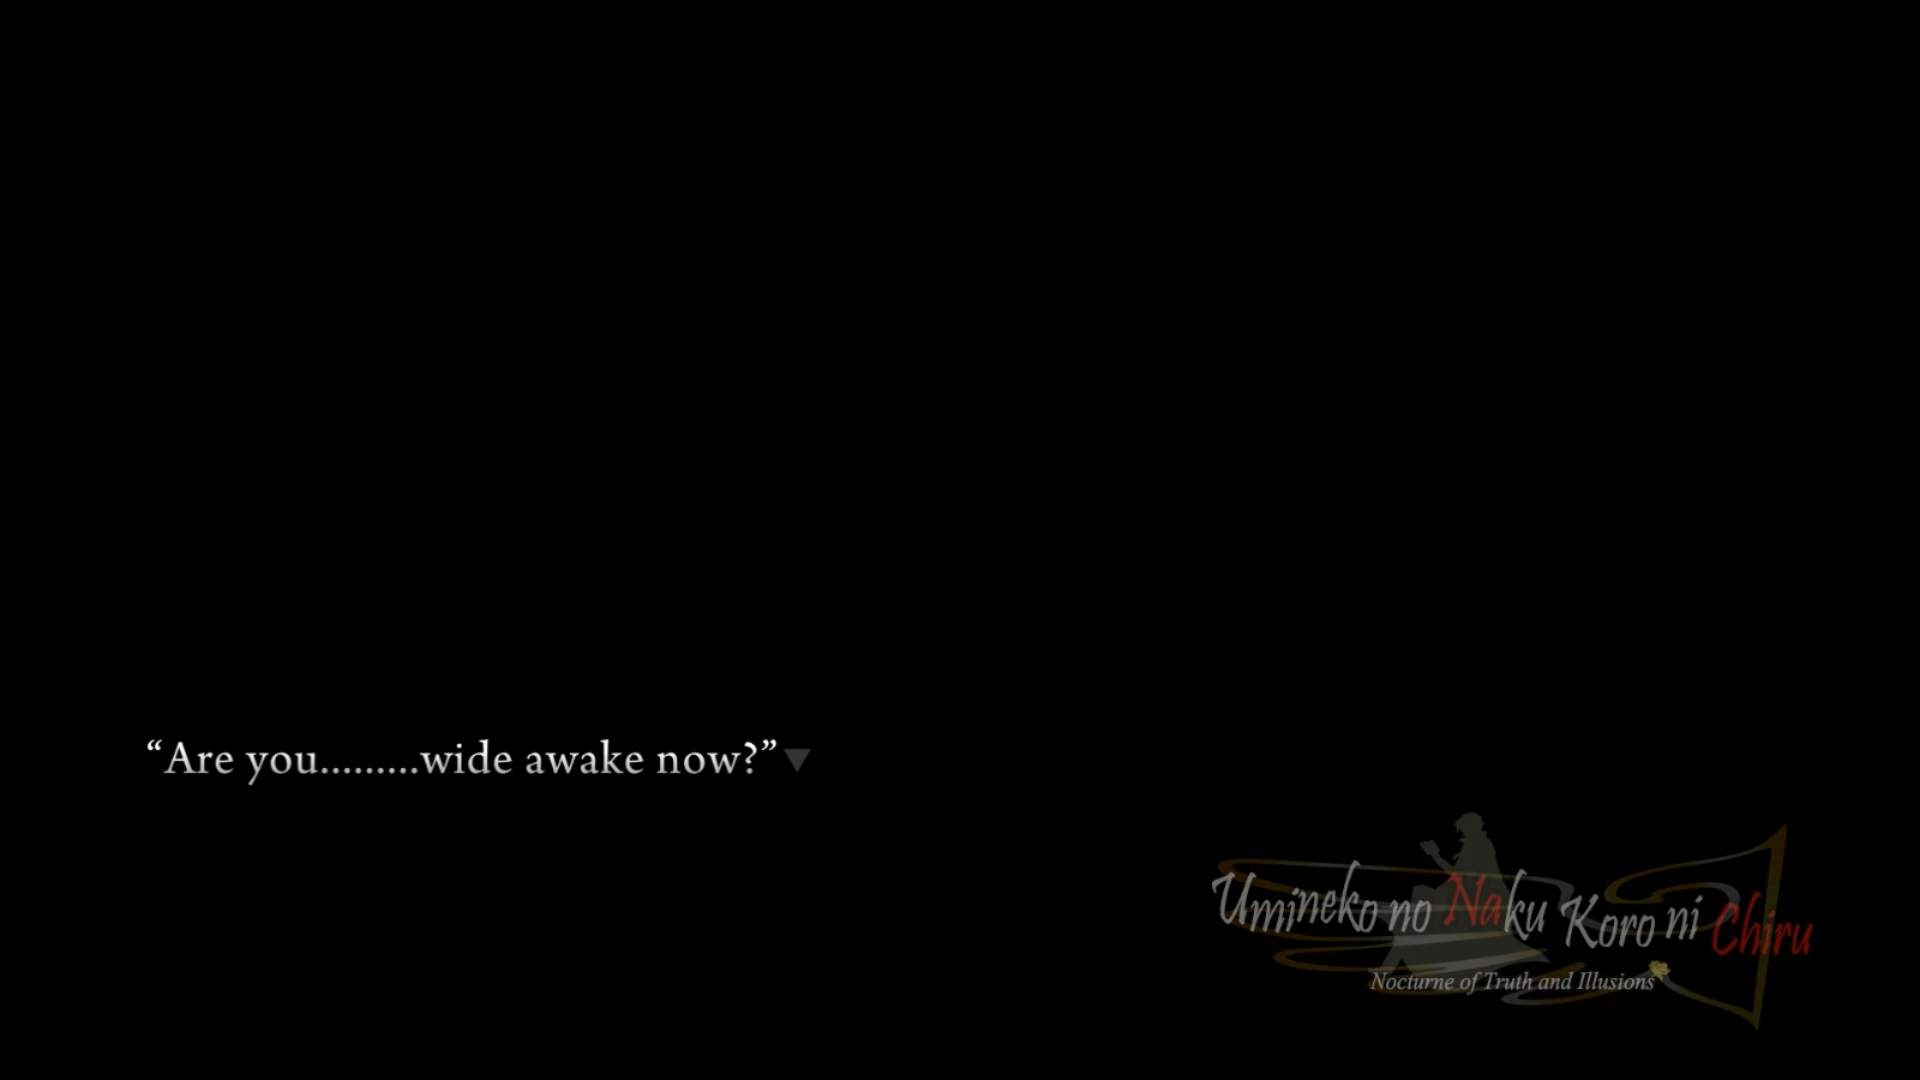 “Are you.........wide awake now?”
Umineko no Naku Koro ni Chiru
Nocturne of Truth and Illusions